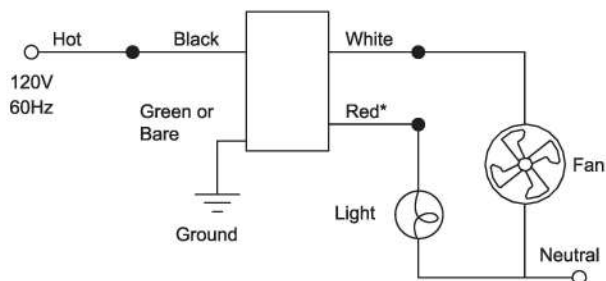 Hot
Black
White
120V
60Hz
Green or
Bare
Red*
Fan
Light
Ground
Neutral